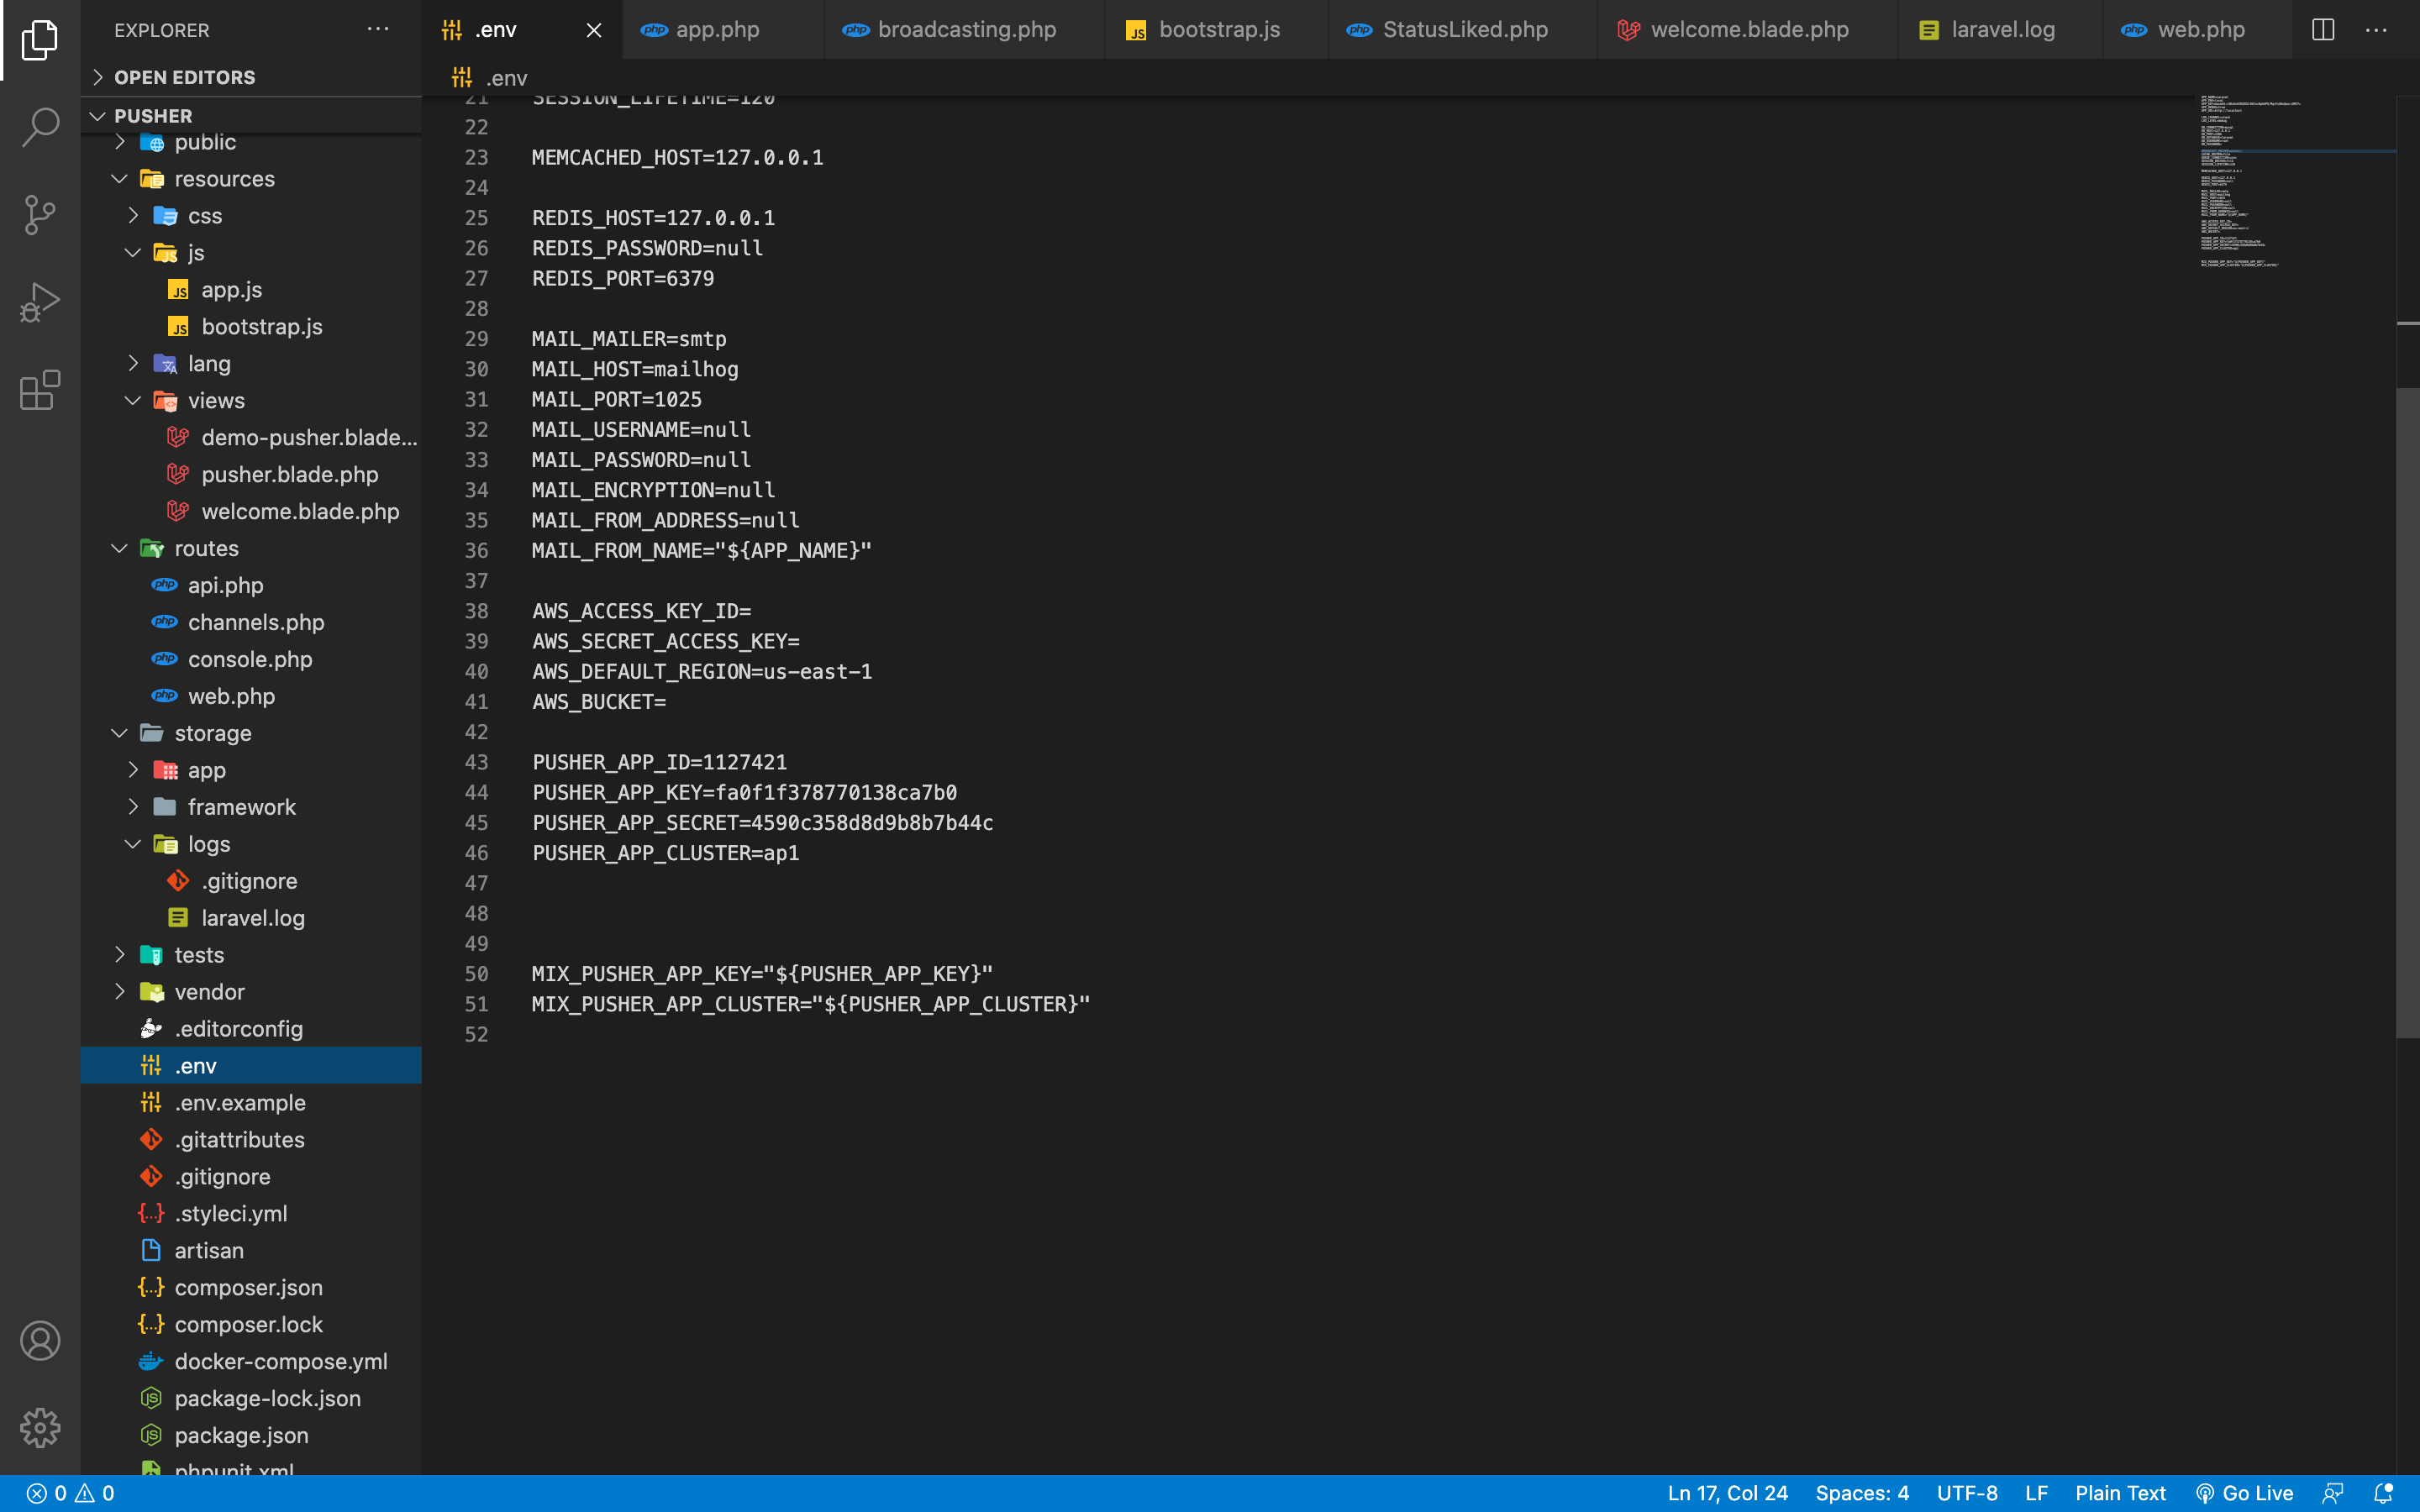 EXPLORER
OPEN EDITORS
PUSHER
public
resources
css
js
app.js
bootstrap.js
lang
views
demo-pusher.blade...
pusher.blade.php
welcome.blade.php
routes
api.php
channels.php
console.php
web.php
storage
app
framework
logs
.gitignore
laravel.log
tests
vendor
.editorconfig
.env
.env.example
.gitattributes
.gitignore
.styleci.yml
artisan
composer.json
composer.lock
docker-compose.yml
package-lock.json
package.json
phpunit.xml
.env app.php broadcasting.php bootstrap.js StatusLiked.php welcome.blade.php laravel.log web.php
.env
21 SESSION_LIFETIME=120
22
23 MEMCACHED_HOST=127.0.0.1
24
25 REDIS_HOST=127.0.0.1
26 REDIS_PASSWORD=null
27 REDIS_PORT=6379
28
29 MAIL_MAILER=smtp
30 MAIL_HOST=mailhog
31 MAIL_PORT=1025
32 MAIL_USERNAME=null
33 MAIL_PASSWORD=null
34 MAIL_ENCRYPTION=null
35 MAIL_FROM_ADDRESS=null
36 MAIL_FROM_NAME="${APP_NAME}"
37
38 AWS_ACCESS_KEY_ID=
39 AWS_SECRET_ACCESS_KEY=
40 AWS_DEFAULT_REGION=us-east-1
41 AWS_BUCKET=
42
43 PUSHER_APP_ID=1127421
44 PUSHER_APP_KEY=fa0f1f378770138ca7b0
45 PUSHER_APP_SECRET=4590c358d8d9b8b7b44c
46 PUSHER_APP_CLUSTER=ap1
47
48
49
50 MIX_PUSHER_APP_KEY="${PUSHER_APP_KEY}"
51 MIX_PUSHER_APP_CLUSTER="${PUSHER_APP_CLUSTER}"
52
0 0 Ln 17, Col 24 Spaces: 4 UTF-8 LF Plain Text Go Live